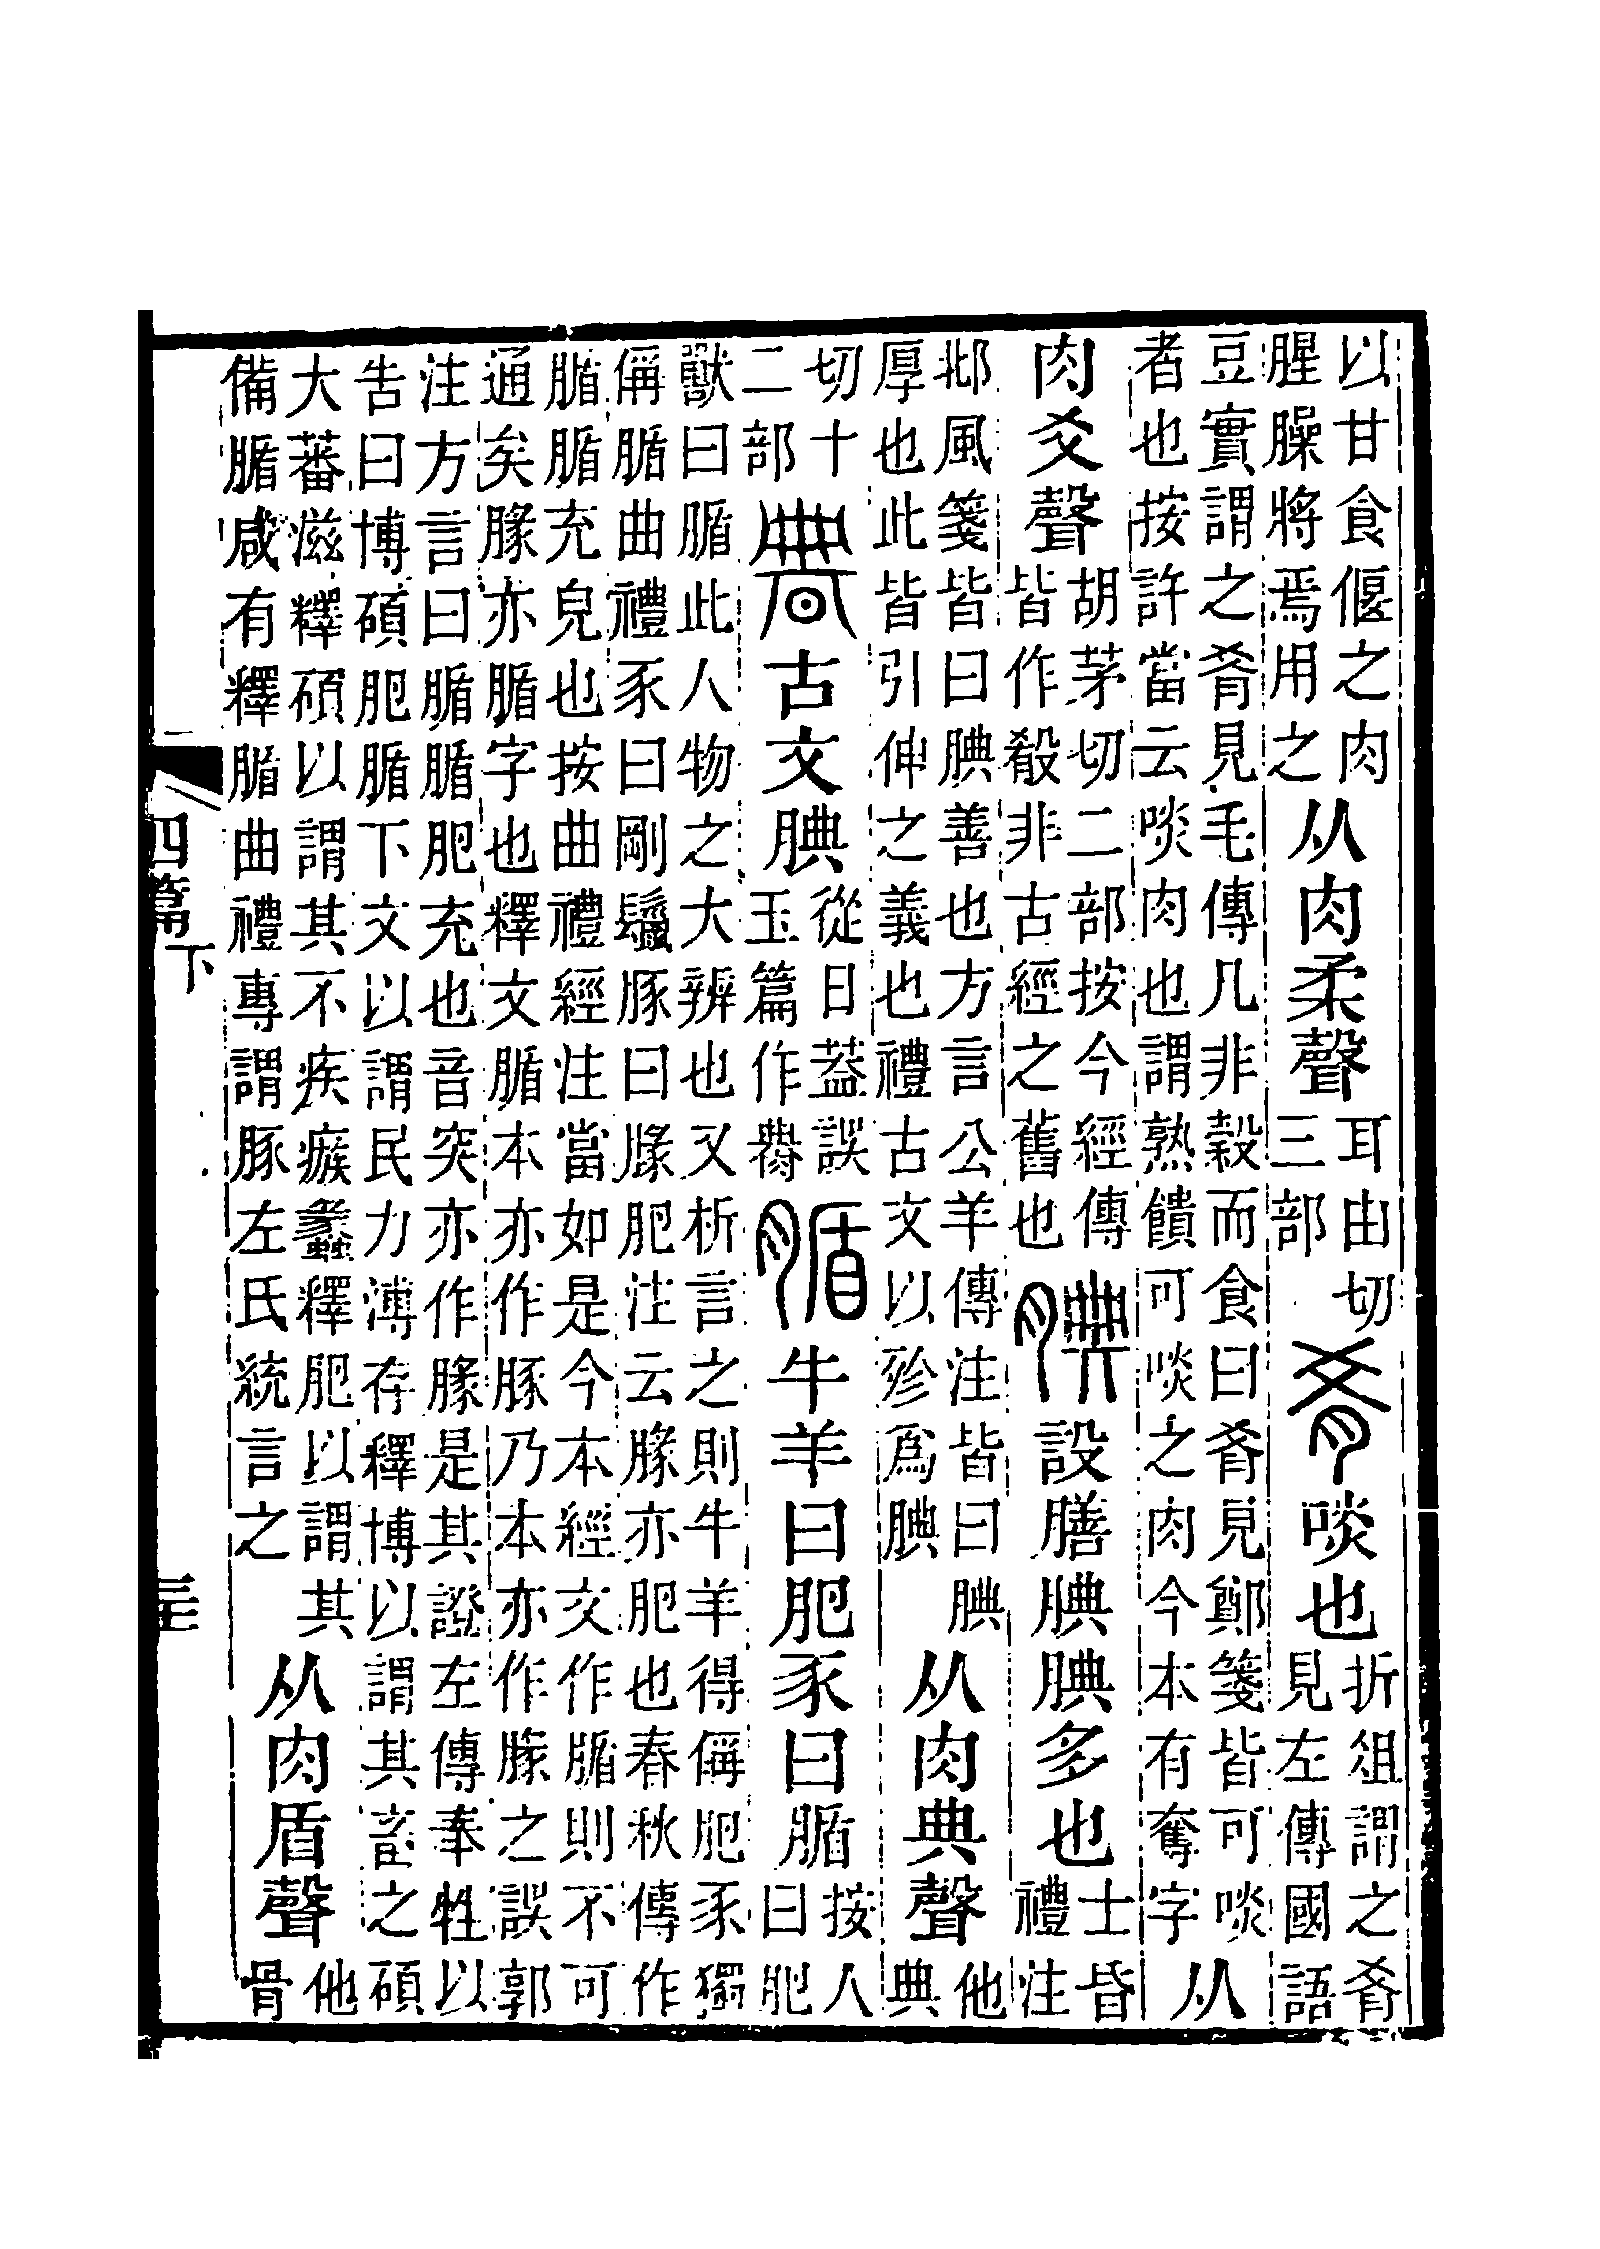 以甘食偃之肉腥臊將焉用之从肉柔聲耳由切三部肴啖也折俎謂之肴見左傳國語
豆實謂之肴見毛傳凡非穀而食曰肴見鄭箋皆可啖者也按許當云啖肉也謂熟饋可啖之肉今本有奪字从
肉爻聲胡茅切二部按今經傳皆作殽非古經之舊也腆設膳腆腆多也士昏禮注
邶風箋皆曰腆善也方言公羊傳注皆曰腆厚也此皆引伸之義也禮古文以殄爲腆从肉典聲他典
切十二部古文腆從日葢誤玉篇作腯牛羊曰肥豕曰腯按人曰肥
獸曰腯此人物之大辨也又析言之則牛羊得偁肥豕獨偁腯曲禮豕曰剛鬛豚曰腞肥注云腞亦肥也春秋傳作
腯腯充皃也按曲禮經注當如是今本經文作腯則不可通矣腞亦腯字也釋文腯本亦作豚乃本亦作腞之誤郭
注方言曰腯腯肥充也音突亦作腞是其證左傳奉牲以告曰博碩肥腯下文以謂民力溥存釋博以謂其畜之碩
大蕃滋釋碩以謂其不疾瘯蠡釋肥以謂其備腯咸有釋腯曲禮專謂豚左氏統言之从肉盾聲他骨
四篇下